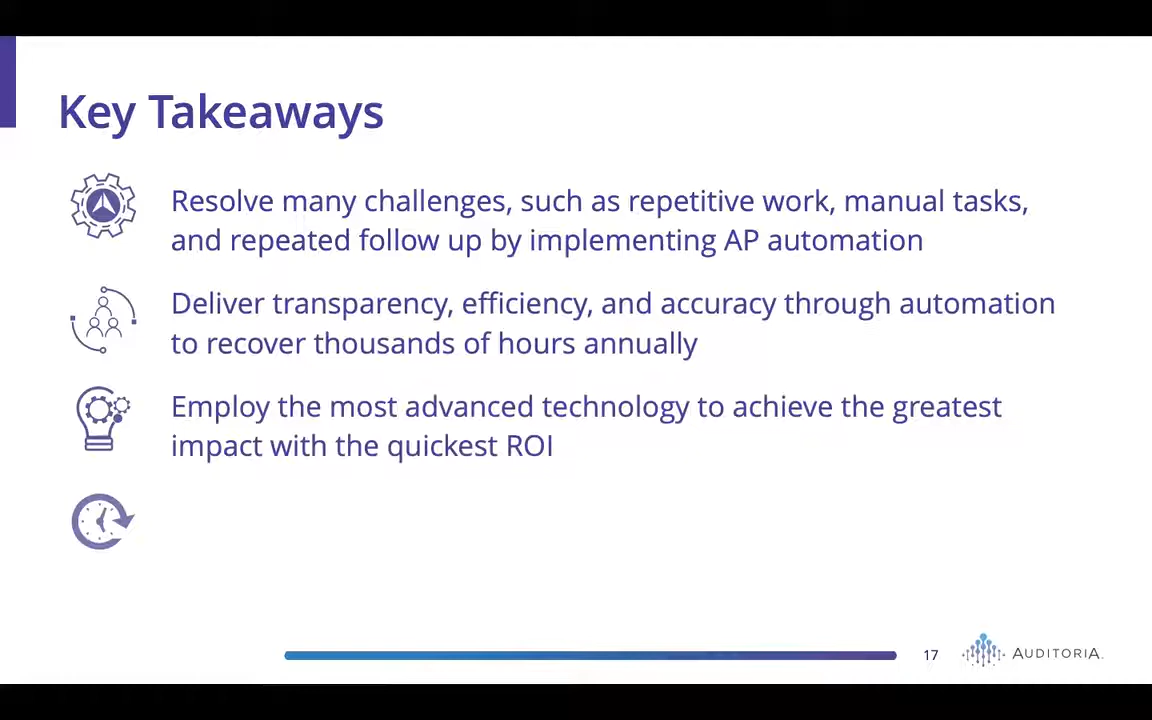 Key Takeaways
Resolve many challenges, such as repetitive work, manual tasks,
and repeated follow up by implementing AP automation
Deliver transparency, efficiency, and accuracy through automation
to recover thousands of hours annually
Employ the most advanced technology to achieve the greatest
impact with the quickest ROI
17
AUDITORIA.